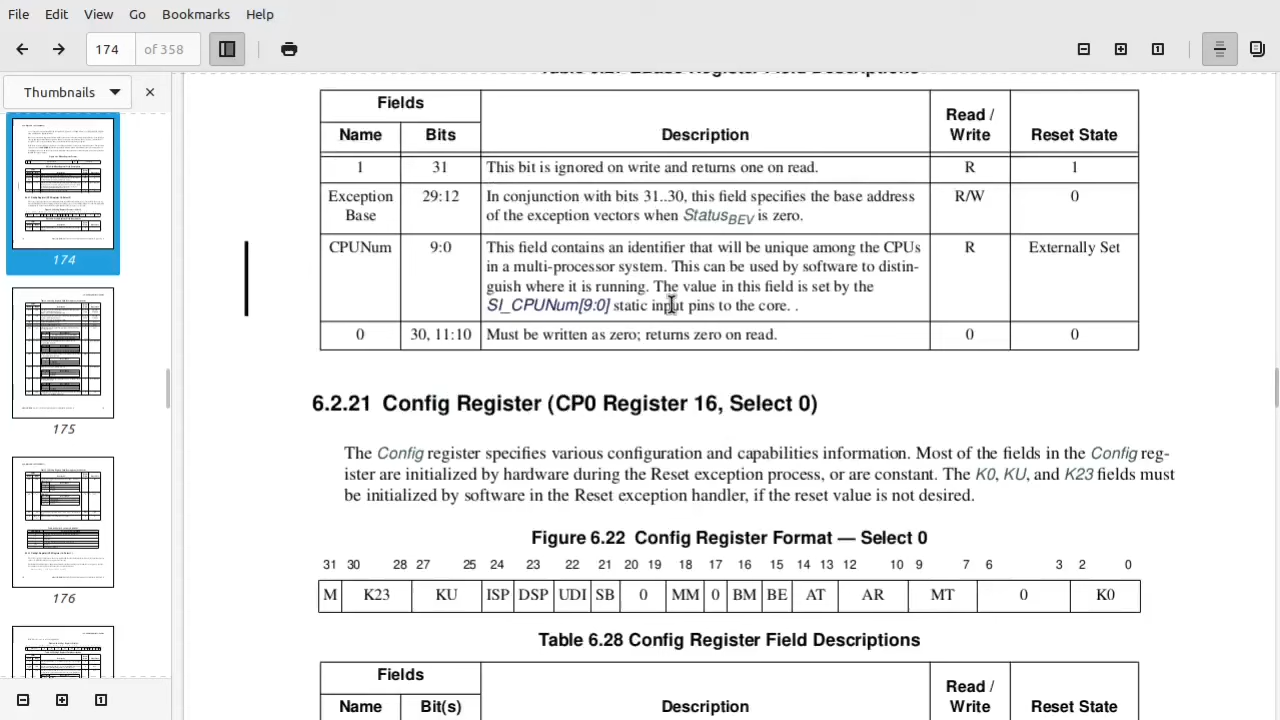 File Edit View Go Bookmarks Help
174 of 358
Thumbnails
174
175
176
Table 6.27 EBase Register Field Descriptions
Fields
Name Bits Description Read / Write Reset State
1 31 This bit is ignored on write and returns one on read. R 1
Exception Base 29:12 In conjunction with bits 31..30, this field specifies the base address R/W 0
of the exception vectors when StatusBEV is zero.
CPUNum 9:0 This field contains an identifier that will be unique among the CPUs R Externally Set
in a multi-processor system. This can be used by software to distin-
guish where it is running. The value in this field is set by the
SI_CPUNum[9:0] static input pins to the core. .
0 30, 11:10 Must be written as zero; returns zero on read. 0 0
6.2.21 Config Register (CP0 Register 16, Select 0)
The Config register specifies various configuration and capabilities information. Most of the fields in the Config reg-
ister are initialized by hardware during the Reset exception process, or are constant. The K0, KU, and K23 fields must
be initialized by software in the Reset exception handler, if the reset value is not desired.
Figure 6.22 Config Register Format — Select 0
31 30 28 27 25 24 23 22 21 20 19 18 17 16 15 14 13 12 10 9 7 6 3 2 0
M K23 KU ISP DSP UDI SB 0 MM 0 BM BE AT AR MT 0 K0
Table 6.28 Config Register Field Descriptions
Fields
Name Bit(s) Description Read / Write Reset State